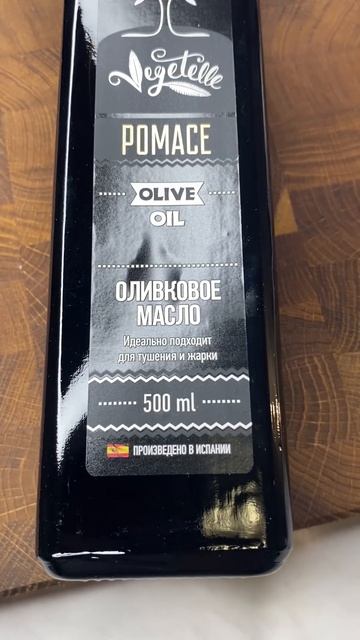 Vegetelle
POMACE
OLIVE
OIL
ОЛИВКОВОЕ
МАСЛО
Идеально подходит
для тушения и жарки
500 ml
ПРОИЗВЕДЕНО В ИСПАНИИ